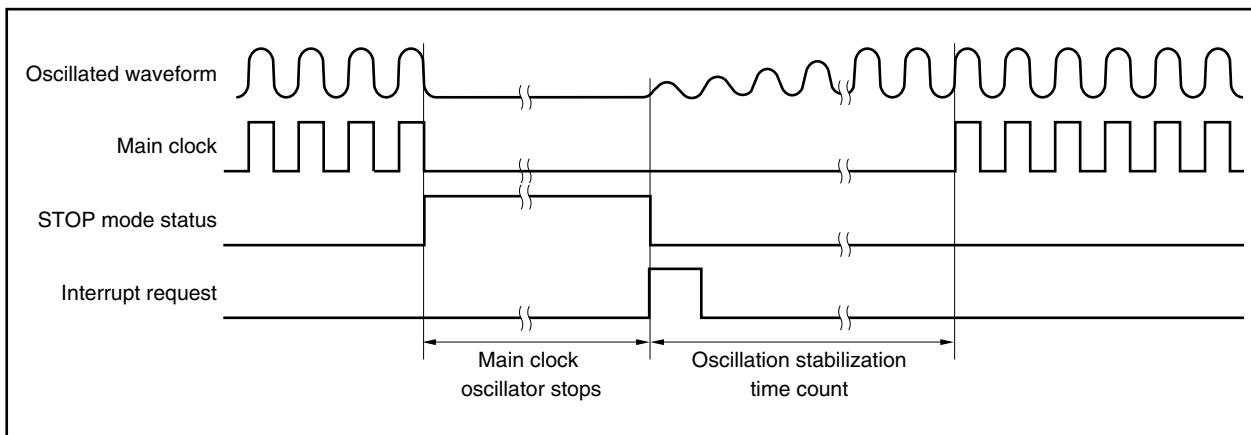 Oscillated waveform
Main clock
STOP mode status
Interrupt request
Main clock
oscillator stops
Oscillation stabilization
time count